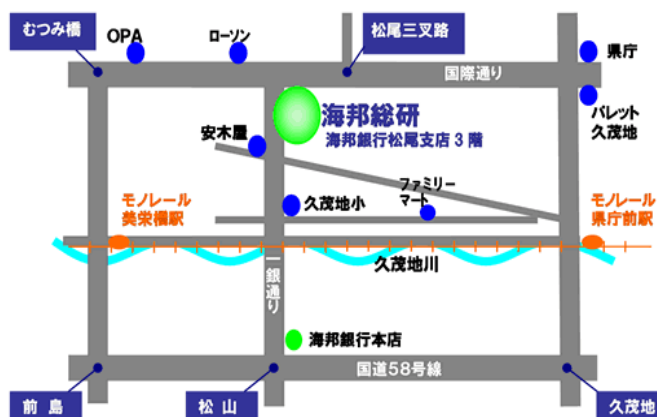 むつみ橋
OPA
ローソン
松尾三叉路
県庁
国際通り
海邦総研
海邦銀行松尾支店3階
パレット
久茂地
安木屋
ファミリー
マート
久茂地小
モノレール
美栄橋駅
モノレール
県庁前駅
久茂地川
一銀通り
海邦銀行本店
国道58号線
前島
松山
久茂地